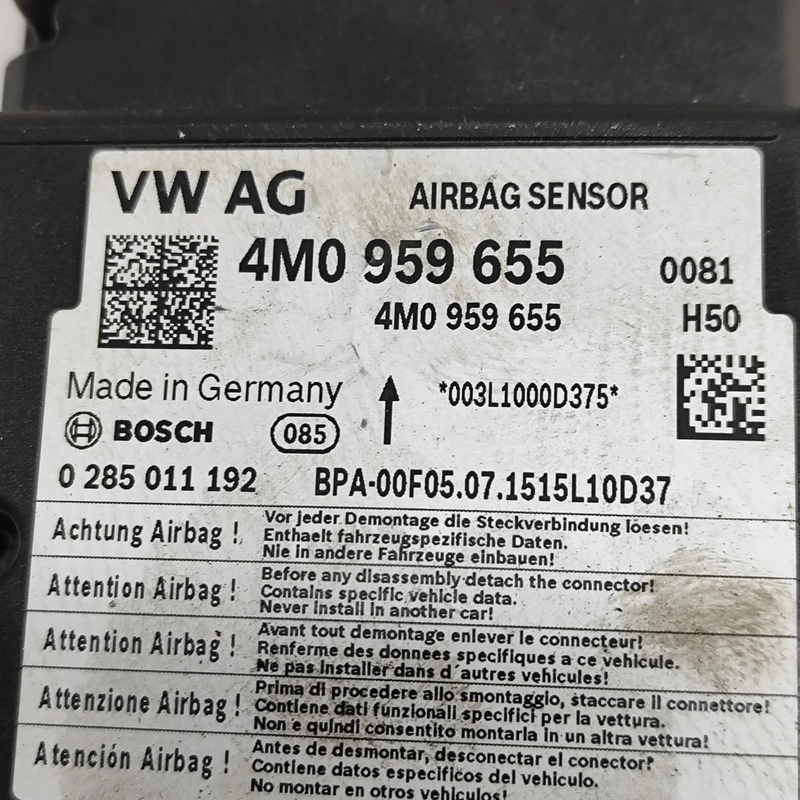 VW AG AIRBAG SENSOR
4M0 959 655 0081
4M0 959 655 H50
Made in Germany *003L1000D375*
BOSCH 085
0 285 011 192 BPA-00F05.07.1515L10D37
Achtung Airbag !
Vor jeder Demontage die Steckverbindung loesen!
Enthaelt fahrzeugspezifische Daten.
Nie in andere Fahrzeuge einbauen!
Attention Airbag !
Before any disassembly detach the connector!
Contains specific vehicle data.
Never install in another car!
Attention Airbag !
Avant tout demontage enlever le connecteur!
Renferme des donnees specifiques a ce vehicule.
Ne pas installer dans d´autres vehicules!
Attenzione Airbag !
Prima di procedere allo smontaggio, staccare il connettore!
Contiene dati funzionali specifici per la vettura.
Non e quindi consentito montarla in un altra vettura!
Atención Airbag !
Antes de desmontar, desconectar el conector!
Contiene datos especificos del vehiculo.
No montar en otros vehiculos!